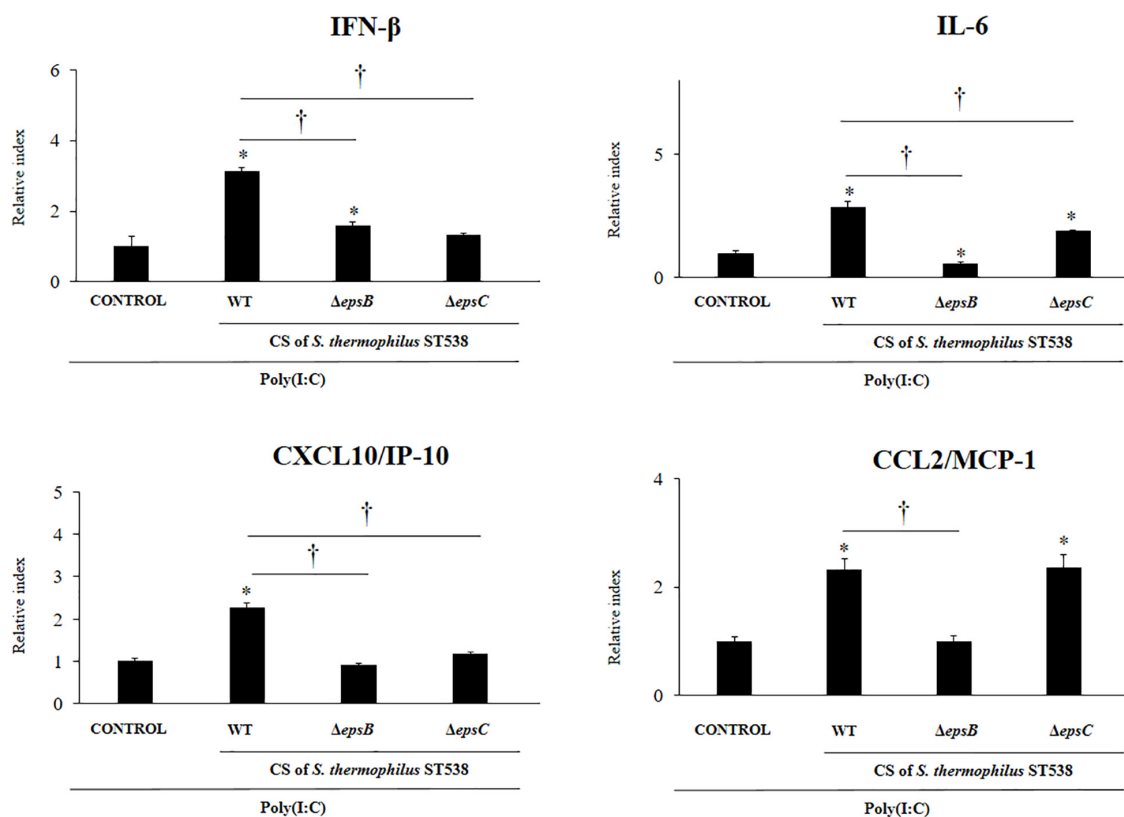 IFN-β
Relative index
6
4
2
0
†
†
*
*
CONTROL WT ΔepsB ΔepsC
CS of S. thermophilus ST538
Poly(I:C)
IL-6
Relative index
5
0
†
†
*
*
*
CONTROL WT ΔepsB ΔepsC
CS of S. thermophilus ST538
Poly(I:C)
CXCL10/IP-10
Relative index
5
4
3
2
1
0
†
†
*
CONTROL WT ΔepsB ΔepsC
CS of S. thermophilus ST538
Poly(I:C)
CCL2/MCP-1
Relative index
4
2
0
†
*
*
CONTROL WT ΔepsB ΔepsC
CS of S. thermophilus ST538
Poly(I:C)